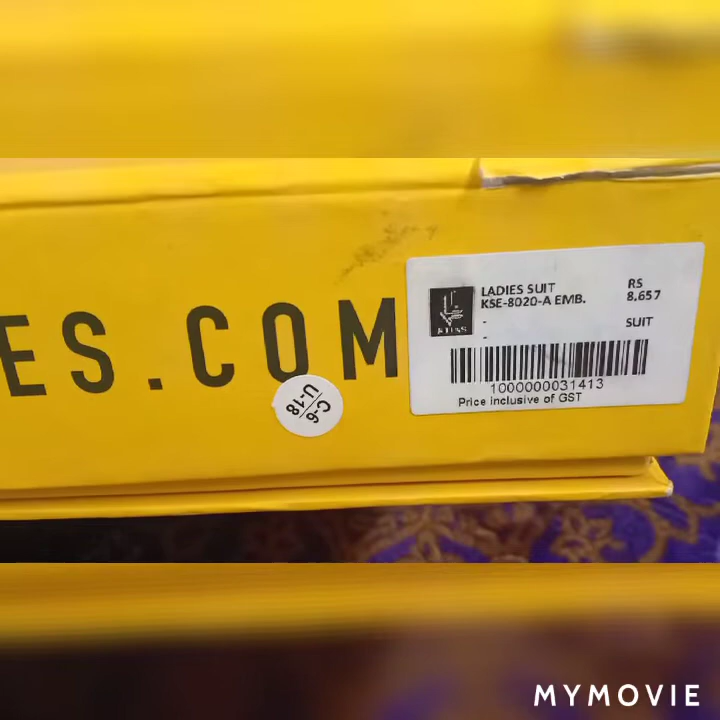 ES.COM
LADIES SUIT
KSE-8020-A EMB.
RS
8,657
-
SUIT
-
1000000031413
Price inclusive of GST
C-6
U-18
MYMOVIE